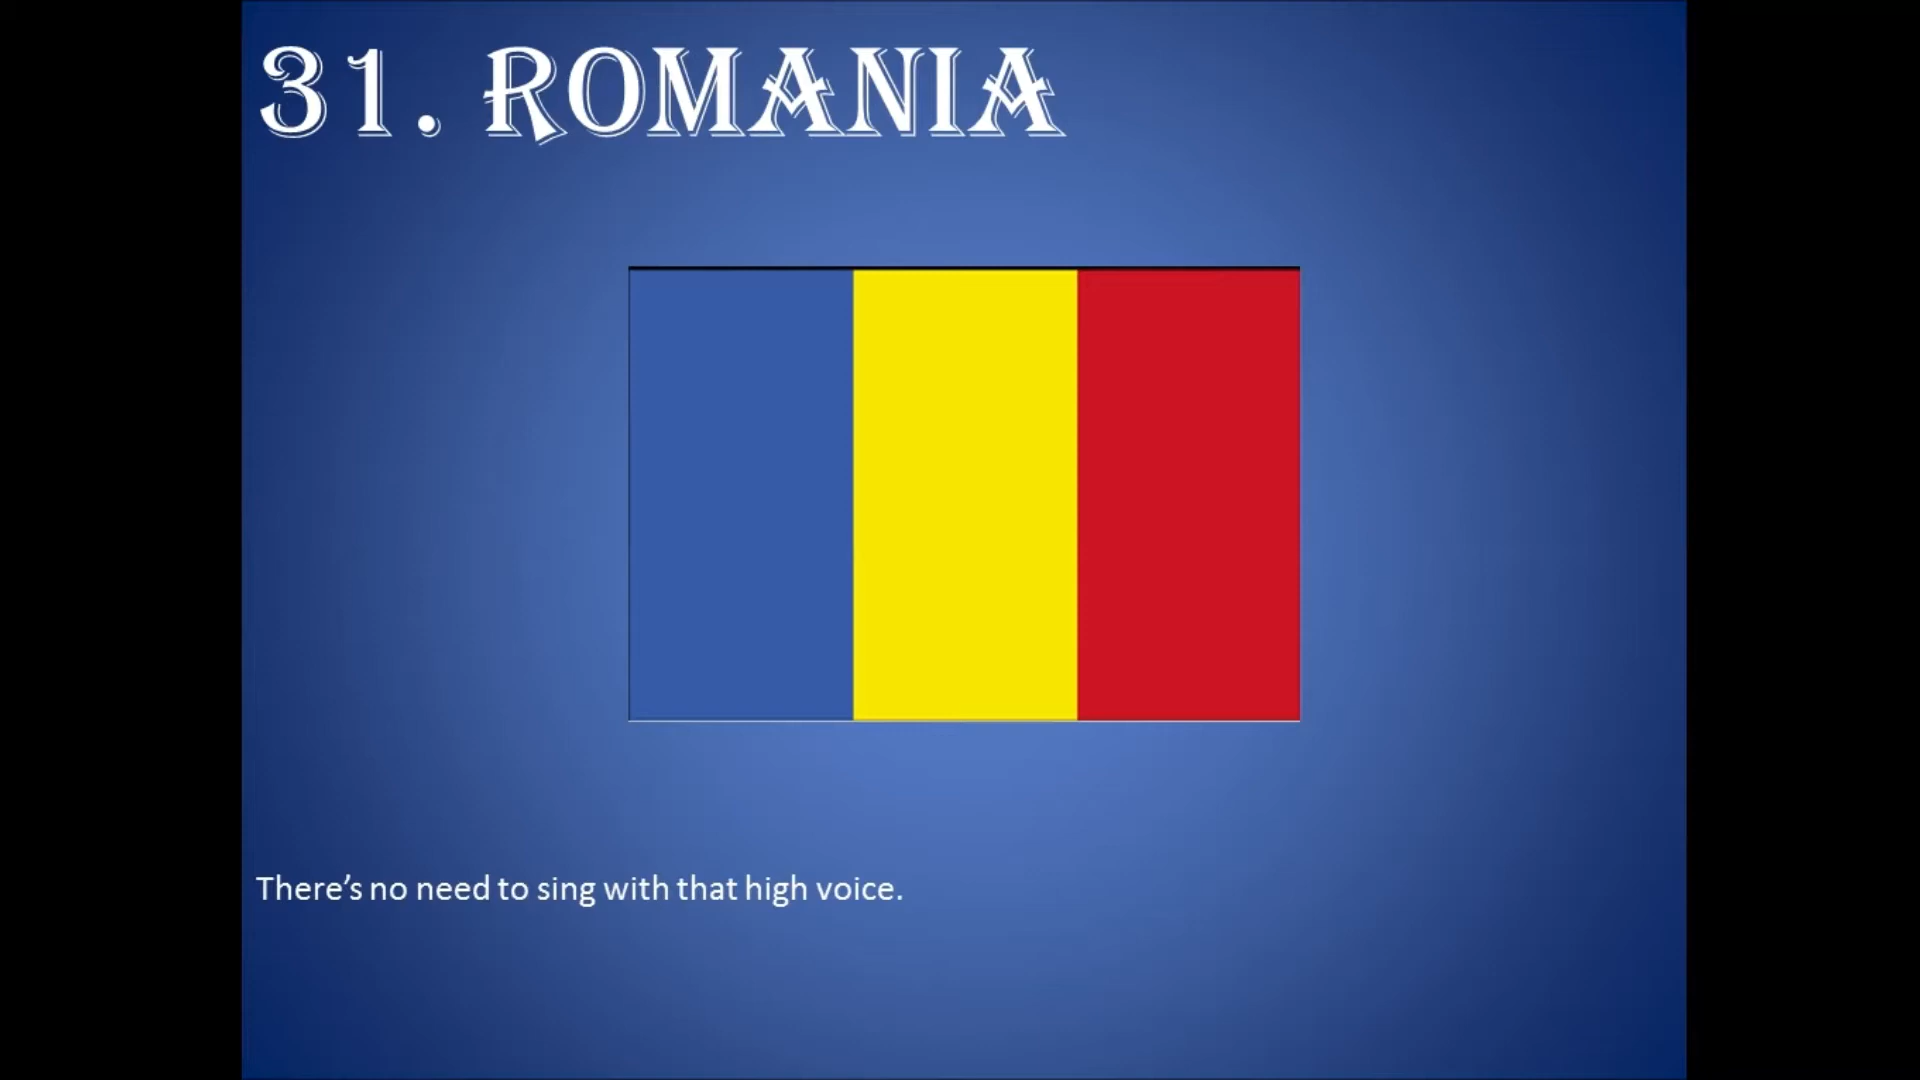 31. ROMANIA
There's no need to sing with that high voice.